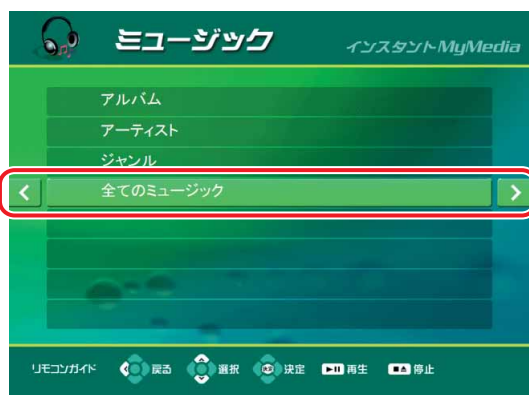 ミュージック インスタントMyMedia
アルバム
アーティスト
ジャンル
全てのミュージック
リモコンガイド 戻る 選択 決定 再生 停止